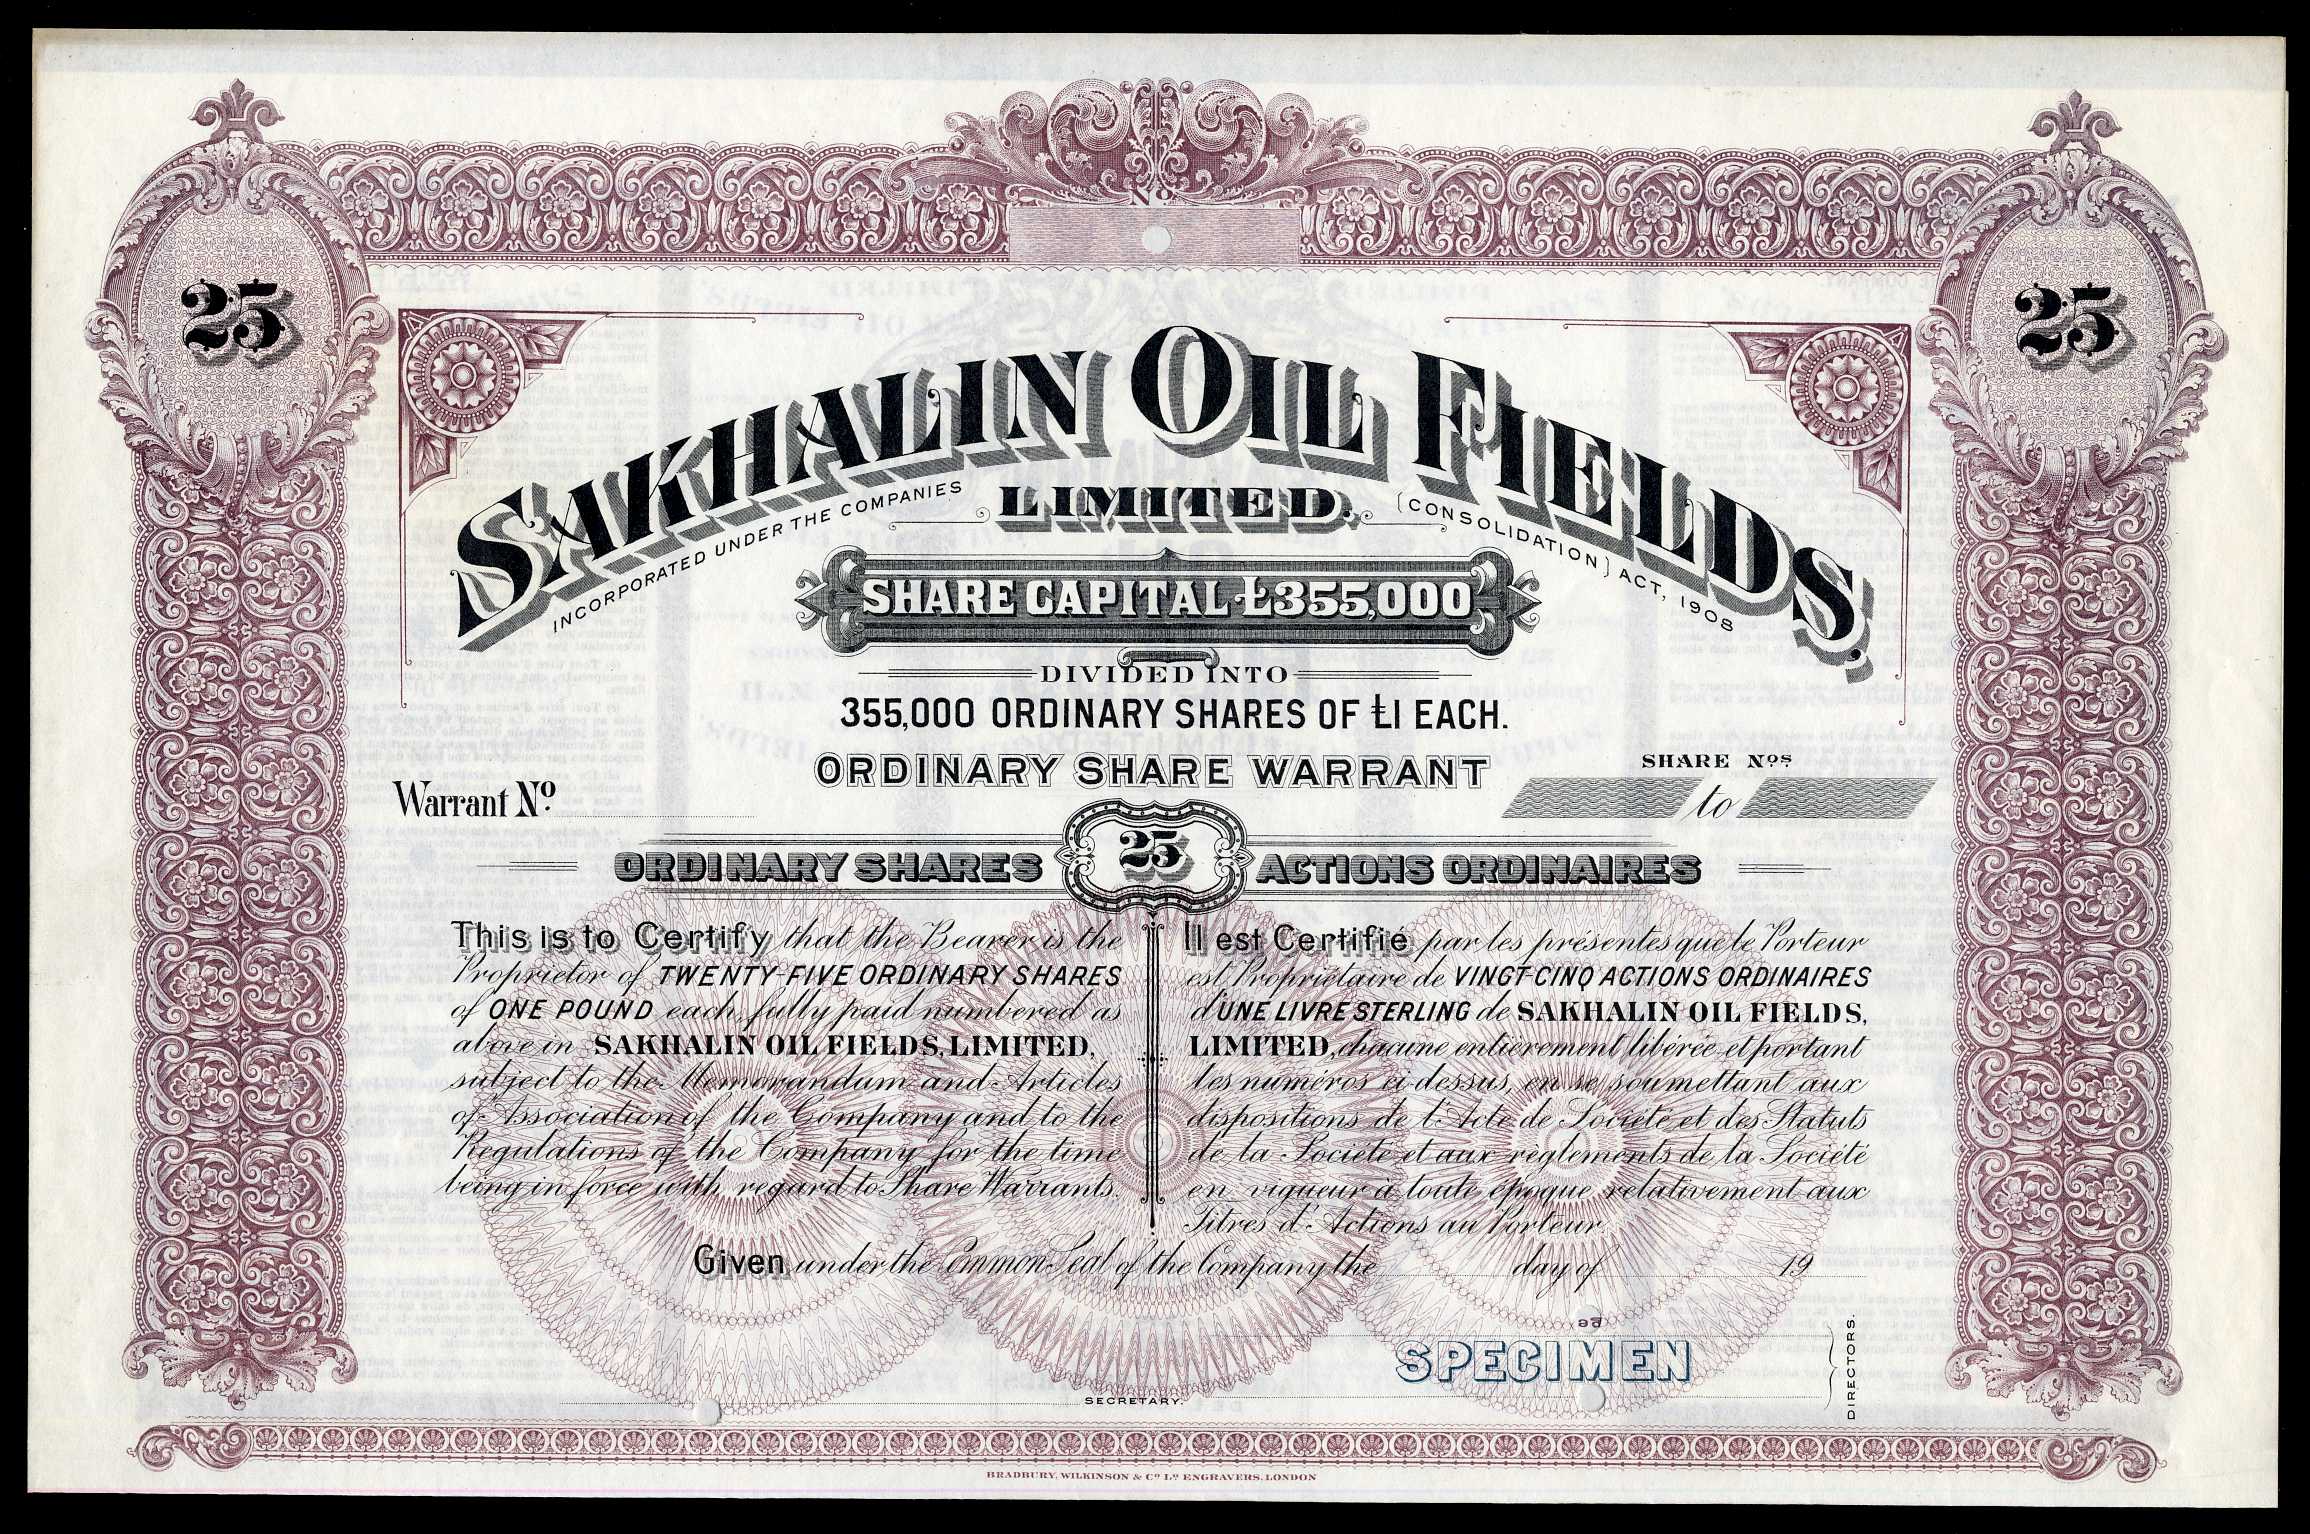 No.
25
25
SAKHALIN OIL FIELDS,
LIMITED.
INCORPORATED UNDER THE COMPANIES (CONSOLIDATION) ACT, 1908
SHARE CAPITAL £355,000
DIVIDED INTO
355,000 ORDINARY SHARES OF £1 EACH.
ORDINARY SHARE WARRANT
SHARE Nos
Warrant No
to
ORDINARY SHARES 25 ACTIONS ORDINAIRES
This is to Certify that the Bearer is the
Proprietor of TWENTY-FIVE ORDINARY SHARES
of ONE POUND each, fully paid numbered as
above in SAKHALIN OIL FIELDS, LIMITED,
subject to the Memorandum and Articles
of Association of the Company and to the
Regulations of the Company for the time
being in force with regard to Share Warrants.
Il est Certifié par les présentes que le Porteur
est Propriétaire de VINGT-CINQ ACTIONS ORDINAIRES
d'UNE LIVRE STERLING de SAKHALIN OIL FIELDS,
LIMITED, chacune entièrement libérée et portant
les numéros ci-dessus, en se soumettant aux
dispositions de l'Acte de Société et des Statuts
de la Société et aux règlements de la Société
en vigueur à toute époque relativement aux
Titres d'Actions au Porteur
Given under the Common Seal of the Company the day of 19
SPECIMEN
DIRECTORS.
SECRETARY.
BRADBURY, WILKINSON & Co Ld ENGRAVERS, LONDON